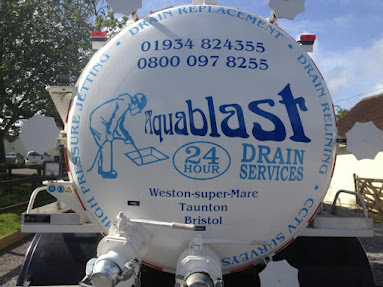 HIGH PRESSURE JETTING • DRAIN REPLACEMENT • DRAIN RELINING • CCTV SURVEYS
01934 824355
0800 097 8255
Aquablast
24 HOUR
DRAIN SERVICES
Weston-super-Mare
Taunton
Bristol